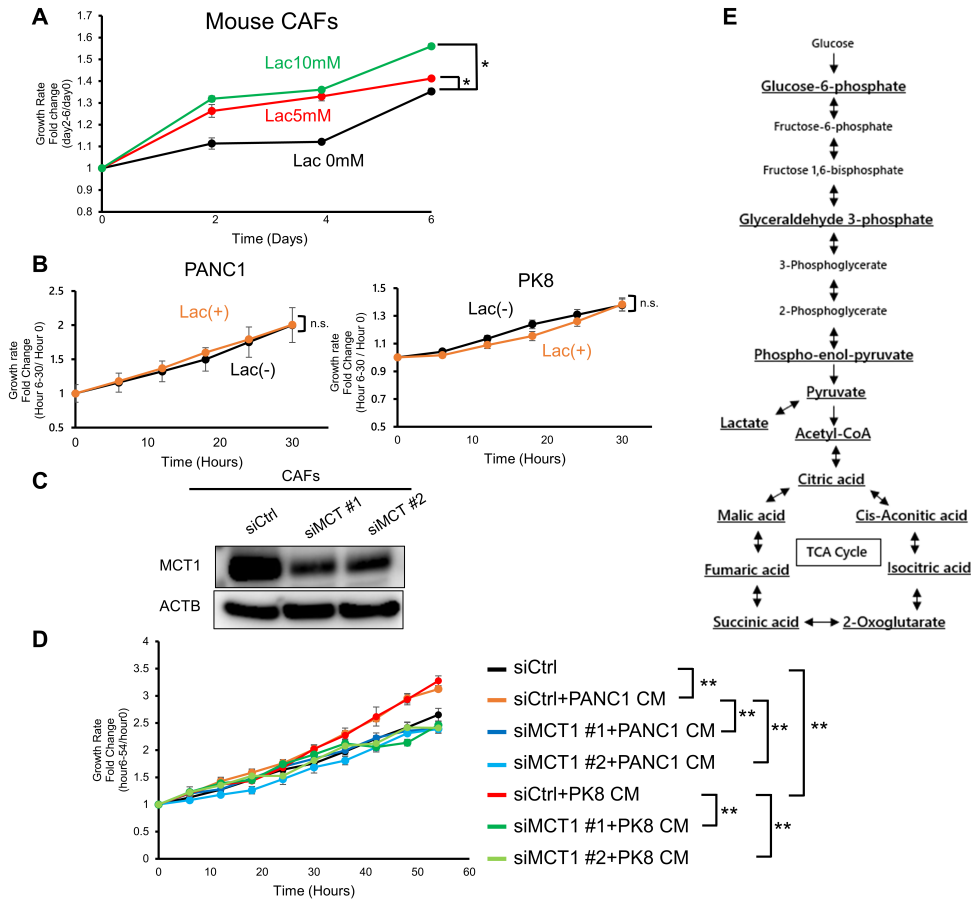 A
Mouse CAFs
Growth Rate
Fold Change
(day2-6/day0)
1.8
1.7
1.6
1.5
1.4
1.3
1.2
1.1
1
0.9
0.8
Lac10mM
Lac5mM
Lac 0mM
*
*
0
2
4
6
Time (Days)
B
PANC1
Growth rate
Fold Change
(Hour 6-30/ Hour 0)
2.5
2
1.5
1
0.5
Lac(+)
Lac(-)
n.s.
0
10
20
30
Time (Hours)
PK8
Growth rate
Fold Change
(Hour 6-30 / Hour 0)
1.5
1.3
1.1
0.9
0.7
0.5
Lac(-)
Lac(+)
n.s.
0
10
20
30
Time (Hours)
C
CAFs
siCtrl
siMCT #1
siMCT #2
MCT1
ACTB
D
Growth Rate
Fold Change
(hour6-54/hour0)
4
3.5
3
2.5
2
1.5
1
0.5
0
0
10
20
30
40
50
60
Time (Hours)
siCtrl
siCtrl+PANC1 CM
siMCT1 #1+PANC1 CM
siMCT1 #2+PANC1 CM
siCtrl+PK8 CM
siMCT1 #1+PK8 CM
siMCT1 #2+PK8 CM
**
**
**
**
**
**
E
Glucose
Glucose-6-phosphate
Fructose-6-phosphate
Fructose 1,6-bisphosphate
Glyceraldehyde 3-phosphate
3-Phosphoglycerate
2-Phosphoglycerate
Phospho-enol-pyruvate
Pyruvate
Lactate
Acetyl-CoA
Citric acid
Malic acid
Cis-Aconitic acid
TCA Cycle
Fumaric acid
Isocitric acid
Succinic acid
2-Oxoglutarate